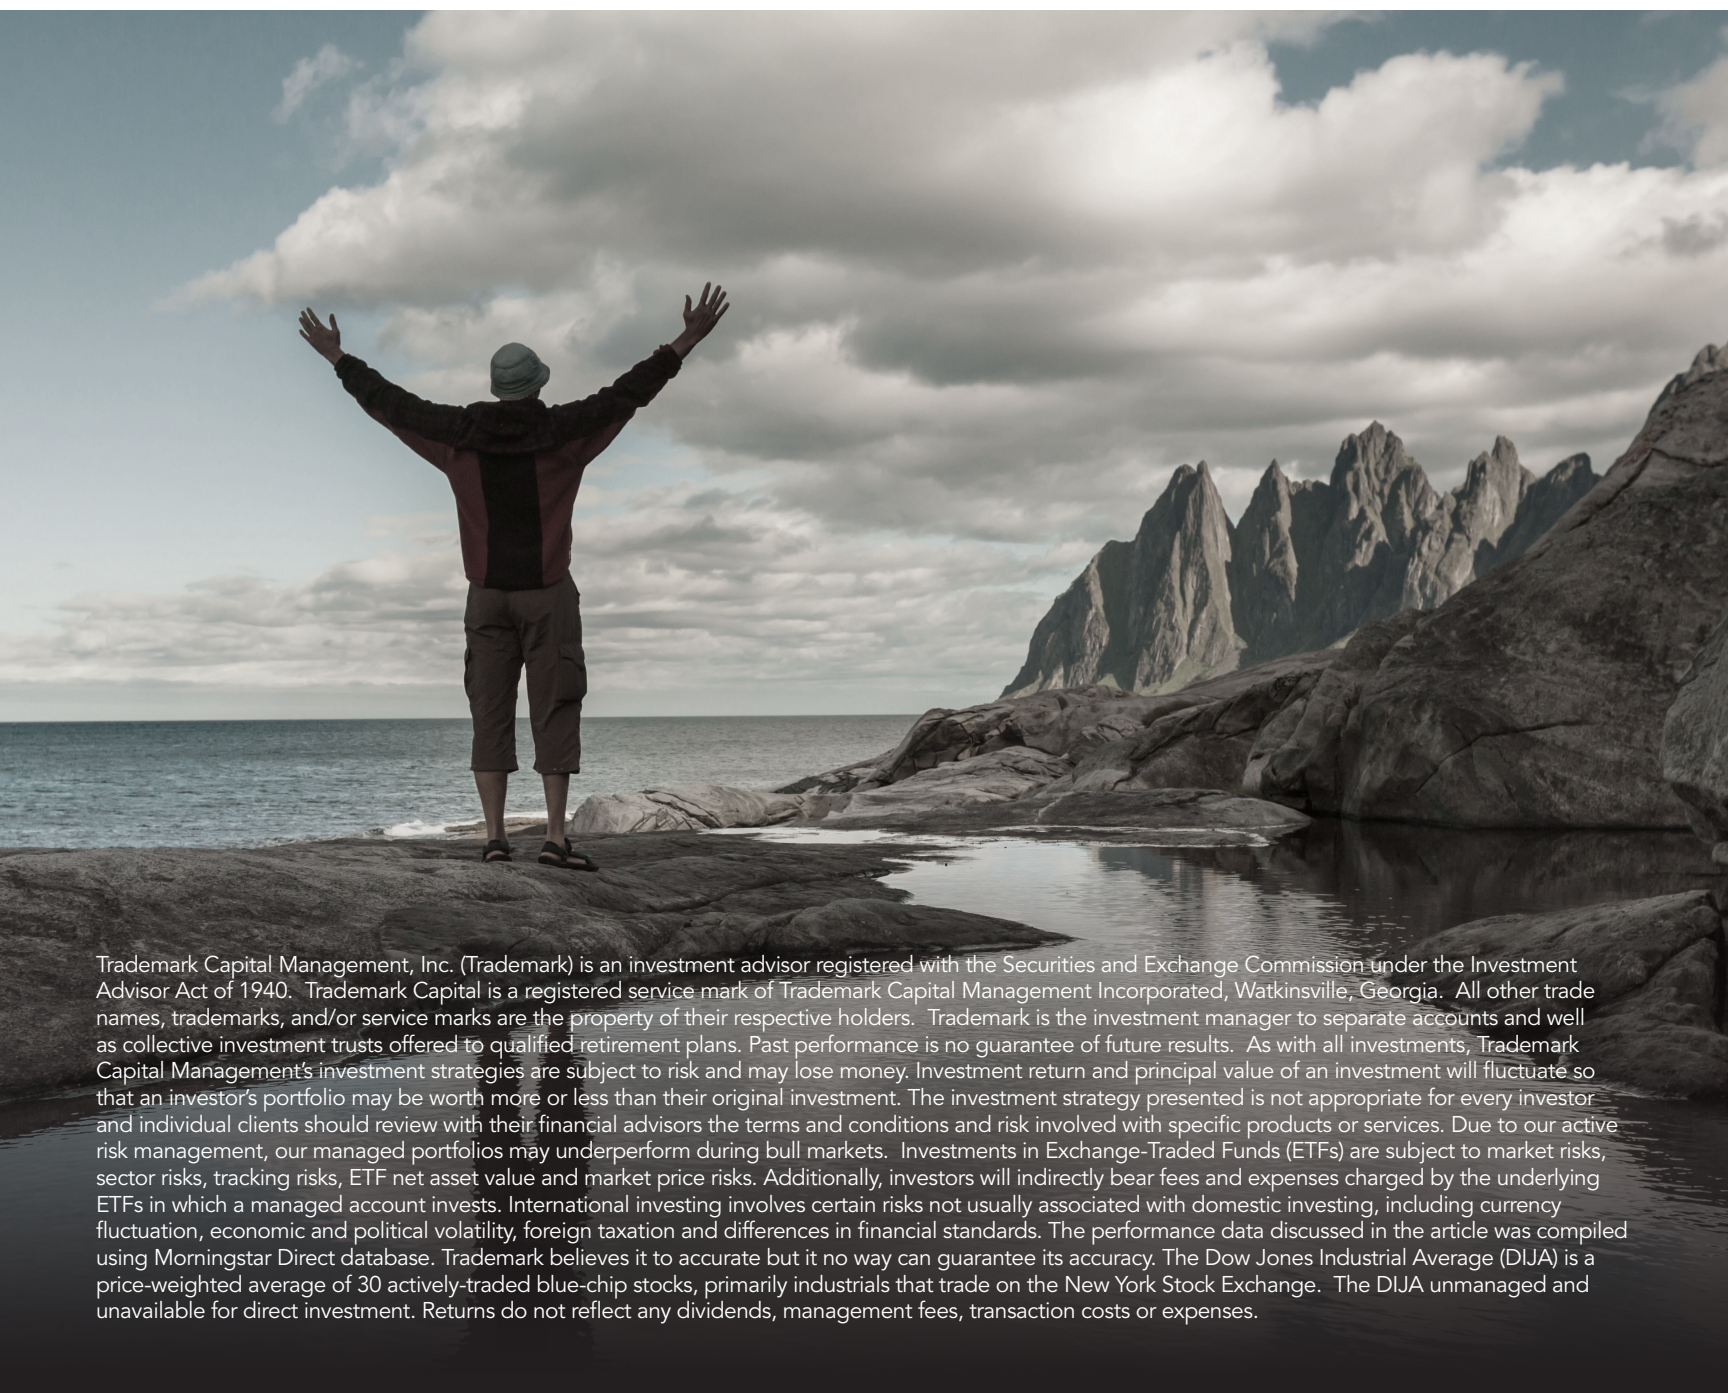 Trademark Capital Management, Inc. (Trademark) is an investment advisor registered with the Securities and Exchange Commission under the Investment
Advisor Act of 1940.  Trademark Capital is a registered service mark of Trademark Capital Management Incorporated, Watkinsville, Georgia.  All other trade
names, trademarks, and/or service marks are the property of their respective holders.  Trademark is the investment manager to separate accounts and well
as collective investment trusts offered to qualified retirement plans. Past performance is no guarantee of future results.  As with all investments, Trademark
Capital Management's investment strategies are subject to risk and may lose money. Investment return and principal value of an investment will fluctuate so
that an investor's portfolio may be worth more or less than their original investment. The investment strategy presented is not appropriate for every investor
and individual clients should review with their financial advisors the terms and conditions and risk involved with specific products or services. Due to our active
risk management, our managed portfolios may underperform during bull markets.  Investments in Exchange-Traded Funds (ETFs) are subject to market risks,
sector risks, tracking risks, ETF net asset value and market price risks. Additionally, investors will indirectly bear fees and expenses charged by the underlying
ETFs in which a managed account invests. International investing involves certain risks not usually associated with domestic investing, including currency
fluctuation, economic and political volatility, foreign taxation and differences in financial standards. The performance data discussed in the article was compiled
using Morningstar Direct database. Trademark believes it to accurate but it no way can guarantee its accuracy. The Dow Jones Industrial Average (DIJA) is a
price-weighted average of 30 actively-traded blue-chip stocks, primarily industrials that trade on the New York Stock Exchange.  The DIJA unmanaged and
unavailable for direct investment. Returns do not reflect any dividends, management fees, transaction costs or expenses.